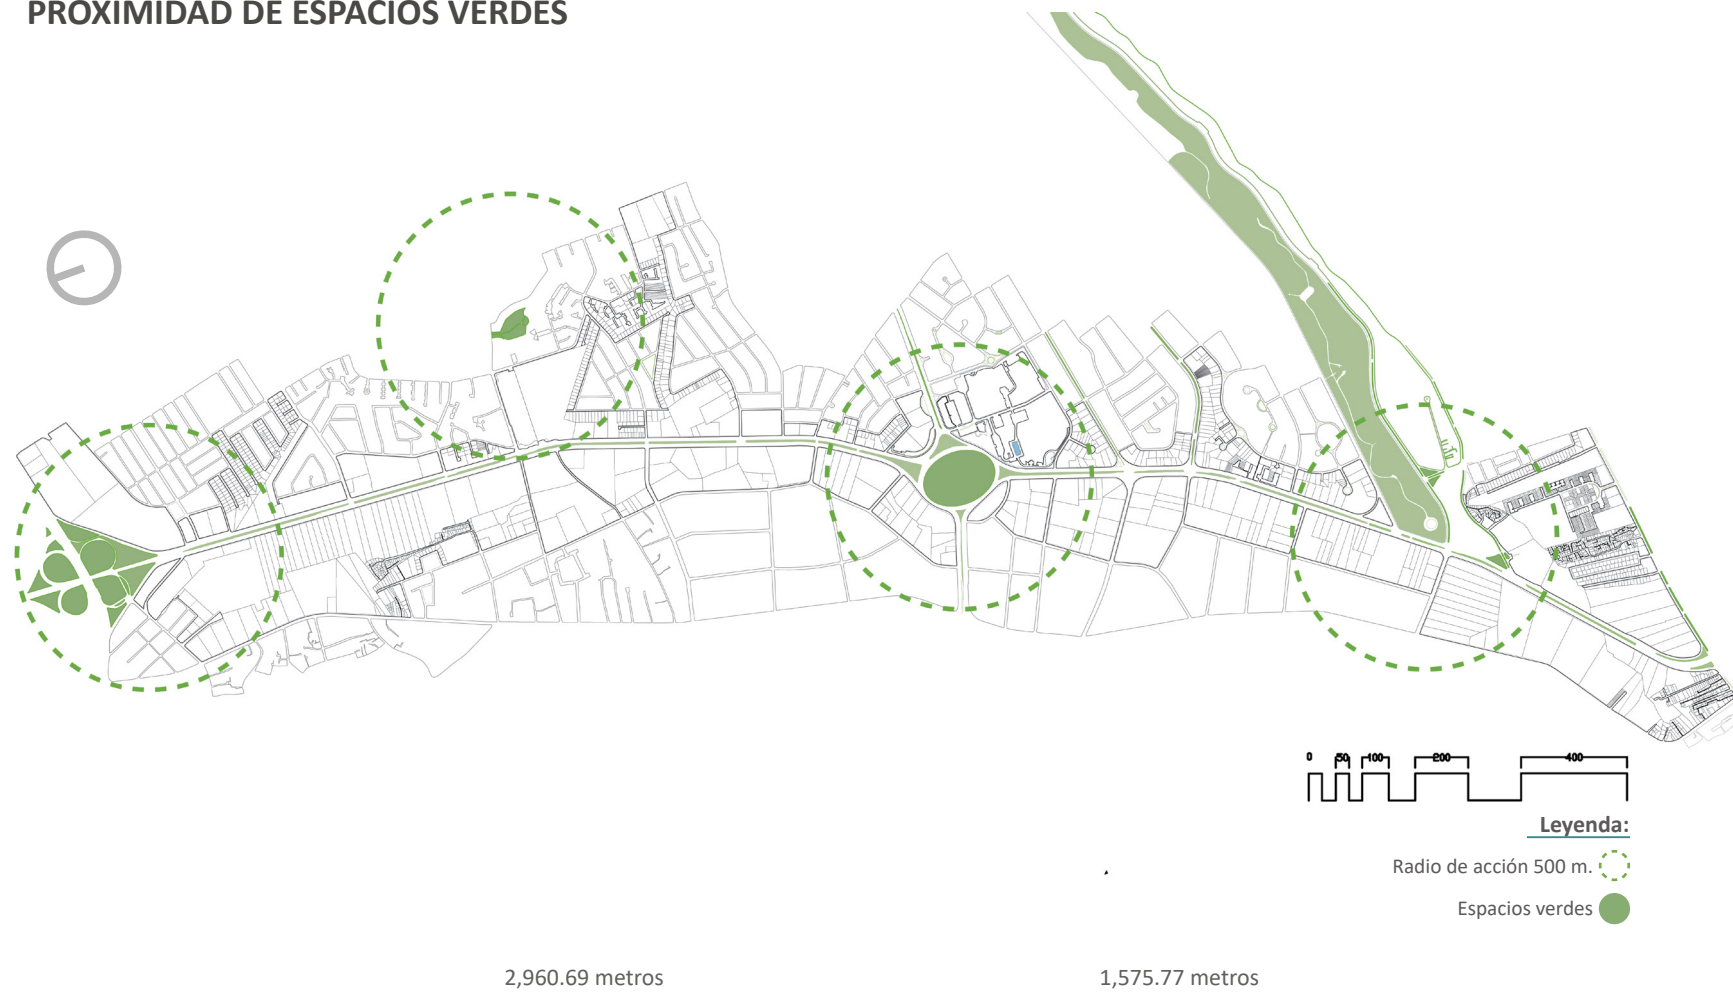 PROXIMIDAD DE ESPACIOS VERDES
0 50 100 200 400
Leyenda:
Radio de acción 500 m.
Espacios verdes
2,960.69 metros
1,575.77 metros